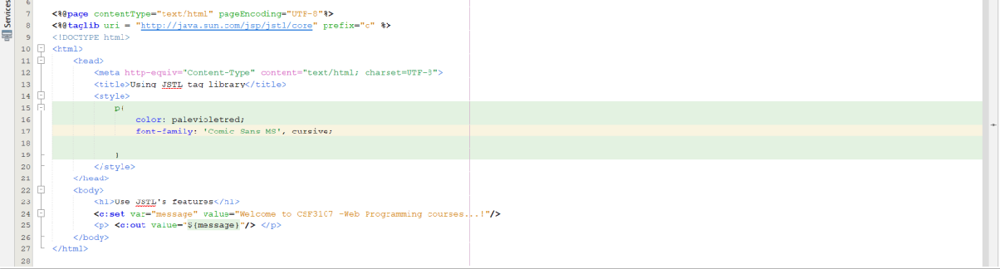 Services
6
7 <%@page contentType="text/html" pageEncoding="UTF-8"%>
8 <%@taglib uri = "http://java.sun.com/jsp/jstl/core" prefix="c" %>
9 <!DOCTYPE html>
10 <html>
11 <head>
12 <meta http-equiv="Content-Type" content="text/html; charset=UTF-8">
13 <title>Using JSTL tag library</title>
14 <style>
15 p{
16 color: palevioletred;
17 font-family: 'Comic Sans MS', cursive;
18
19 }
20 </style>
21 </head>
22 <body>
23 <h1>Use JSTL's features</h1>
24 <c:set var="message" value="Welcome to CSF3107 -Web Programming courses...!"/>
25 <p> <c:out value="${message}"/> </p>
26 </body>
27 </html>
28